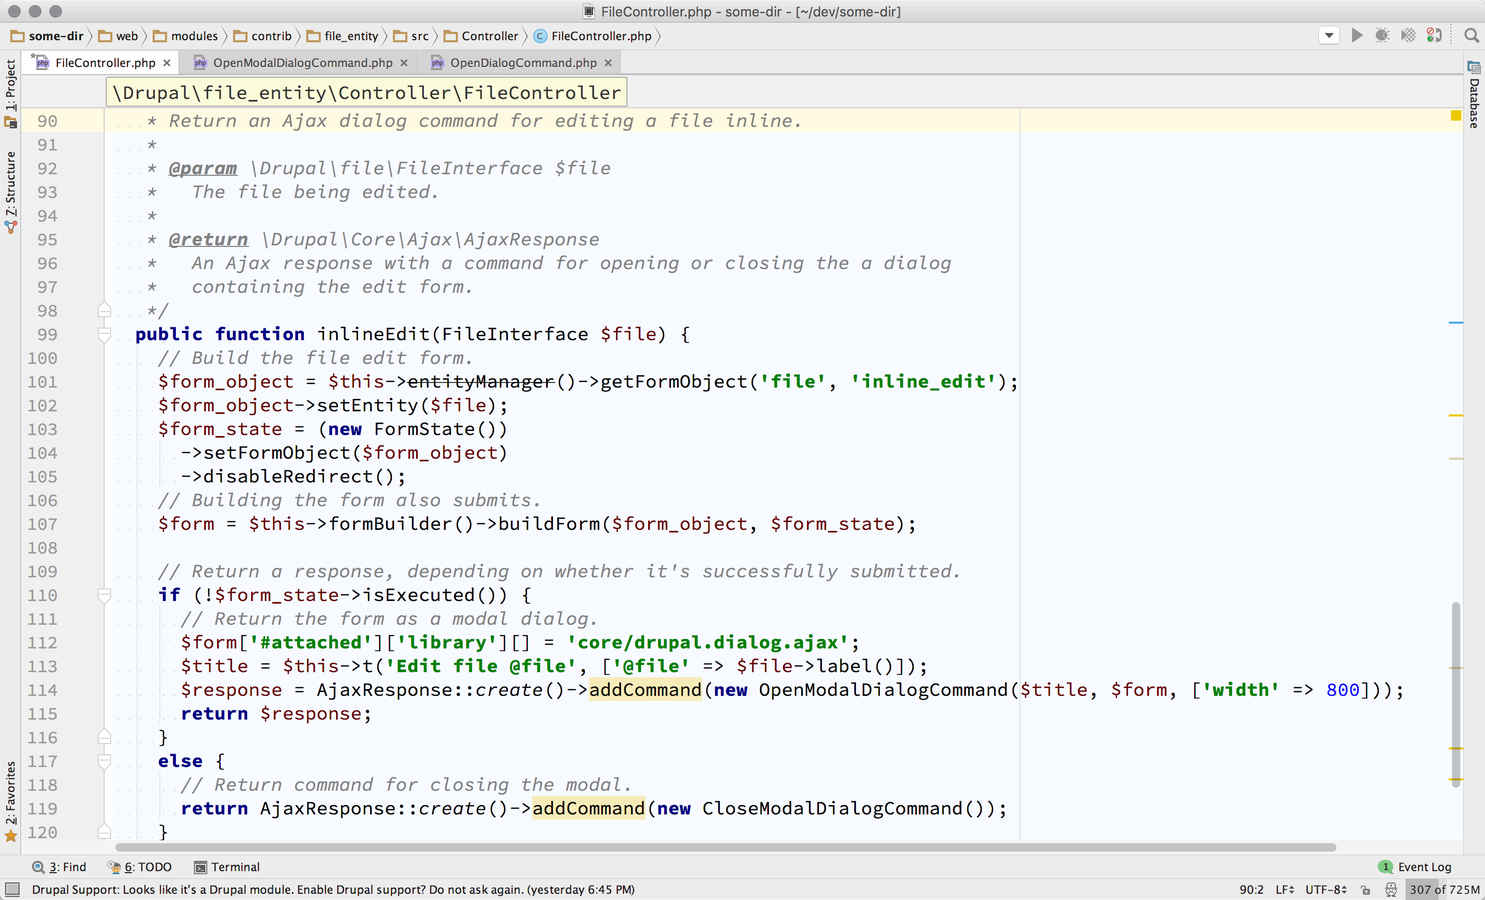 FileController.php - some-dir - [~/dev/some-dir]
some-dir web modules contrib file_entity src Controller FileController.php
FileController.php OpenModalDialogCommand.php OpenDialogCommand.php
1: Project
7: Structure
2: Favorites
Database
\Drupal\file_entity\Controller\FileController
90 * Return an Ajax dialog command for editing a file inline.
91 *
92 * @param \Drupal\file\FileInterface $file
93 *   The file being edited.
94 *
95 * @return \Drupal\Core\Ajax\AjaxResponse
96 *   An Ajax response with a command for opening or closing the a dialog
97 *   containing the edit form.
98 */
99 public function inlineEdit(FileInterface $file) {
100   // Build the file edit form.
101   $form_object = $this->entityManager()->getFormObject('file', 'inline_edit');
102   $form_object->setEntity($file);
103   $form_state = (new FormState())
104     ->setFormObject($form_object)
105     ->disableRedirect();
106   // Building the form also submits.
107   $form = $this->formBuilder()->buildForm($form_object, $form_state);
108
109   // Return a response, depending on whether it's successfully submitted.
110   if (!$form_state->isExecuted()) {
111     // Return the form as a modal dialog.
112     $form['#attached']['library'][] = 'core/drupal.dialog.ajax';
113     $title = $this->t('Edit file @file', ['@file' => $file->label()]);
114     $response = AjaxResponse::create()->addCommand(new OpenModalDialogCommand($title, $form, ['width' => 800]));
115     return $response;
116   }
117   else {
118     // Return command for closing the modal.
119     return AjaxResponse::create()->addCommand(new CloseModalDialogCommand());
120   }
3: Find 6: TODO Terminal 1 Event Log
Drupal Support: Looks like it's a Drupal module. Enable Drupal support? Do not ask again. (yesterday 6:45 PM) 90:2 LF UTF-8 307 of 725M